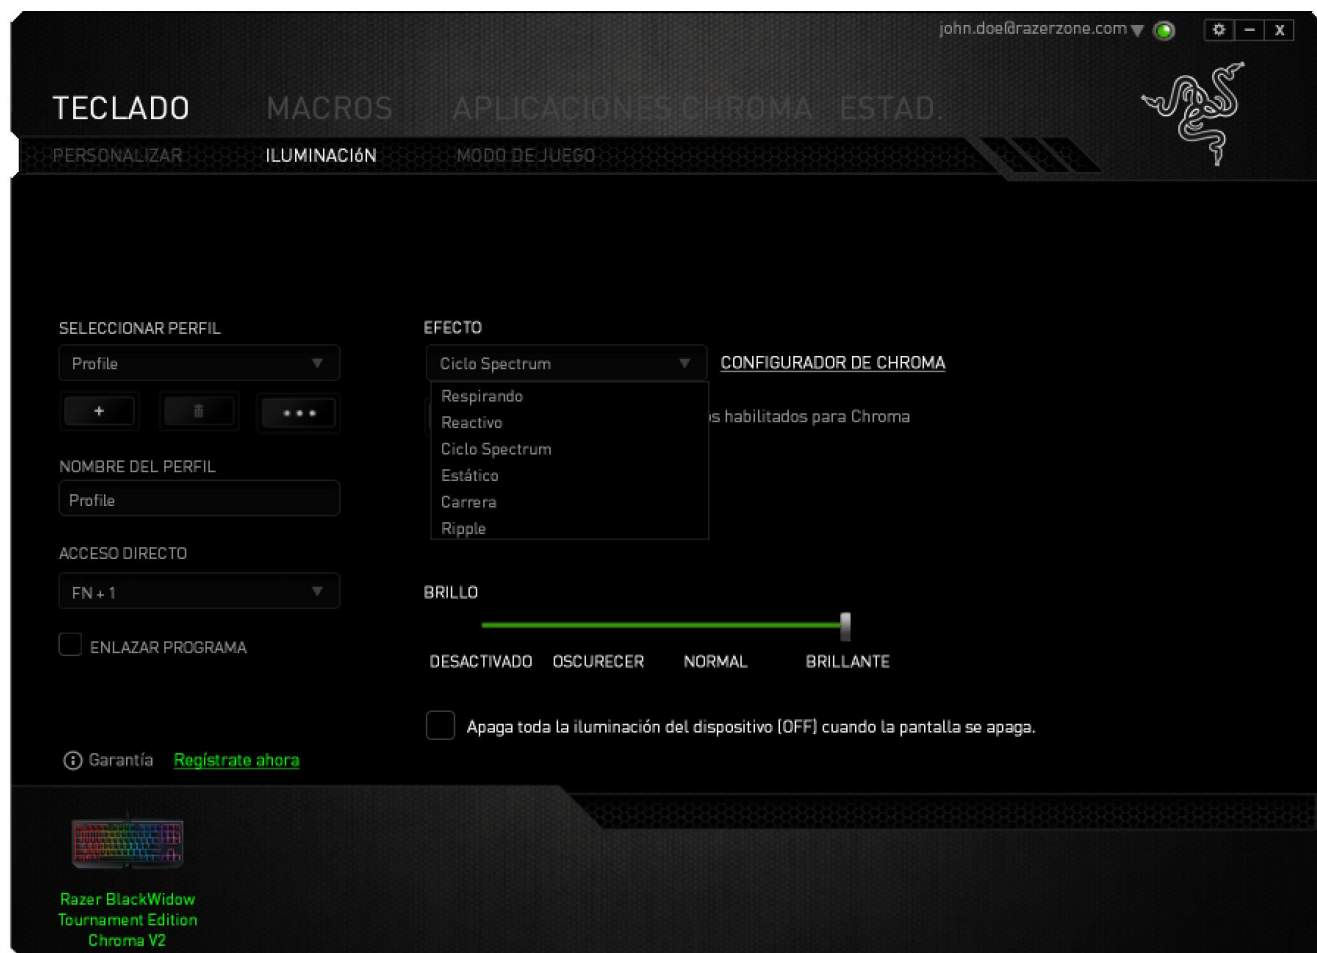 john.doe@razerzone.com
TECLADO MACROS APLICACIONES CHROMA ESTAD.
PERSONALIZAR ILUMINACIóN MODO DE JUEGO
SELECCIONAR PERFIL
Profile
NOMBRE DEL PERFIL
Profile
ACCESO DIRECTO
FN + 1
ENLAZAR PROGRAMA
EFECTO
Ciclo Spectrum
CONFIGURADOR DE CHROMA
Respirando
Reactivo
Ciclo Spectrum
Estático
Carrera
Ripple
habilitados para Chroma
BRILLO
DESACTIVADO OSCURECER NORMAL BRILLANTE
Apaga toda la iluminación del dispositivo (OFF) cuando la pantalla se apaga.
Garantía Regístrate ahora
Razer BlackWidow
Tournament Edition
Chroma V2